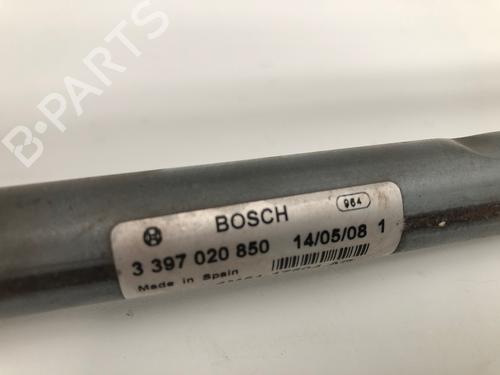 B-PARTS
BOSCH
964
3 397 020 850 14/05/08 1
Made in Spain